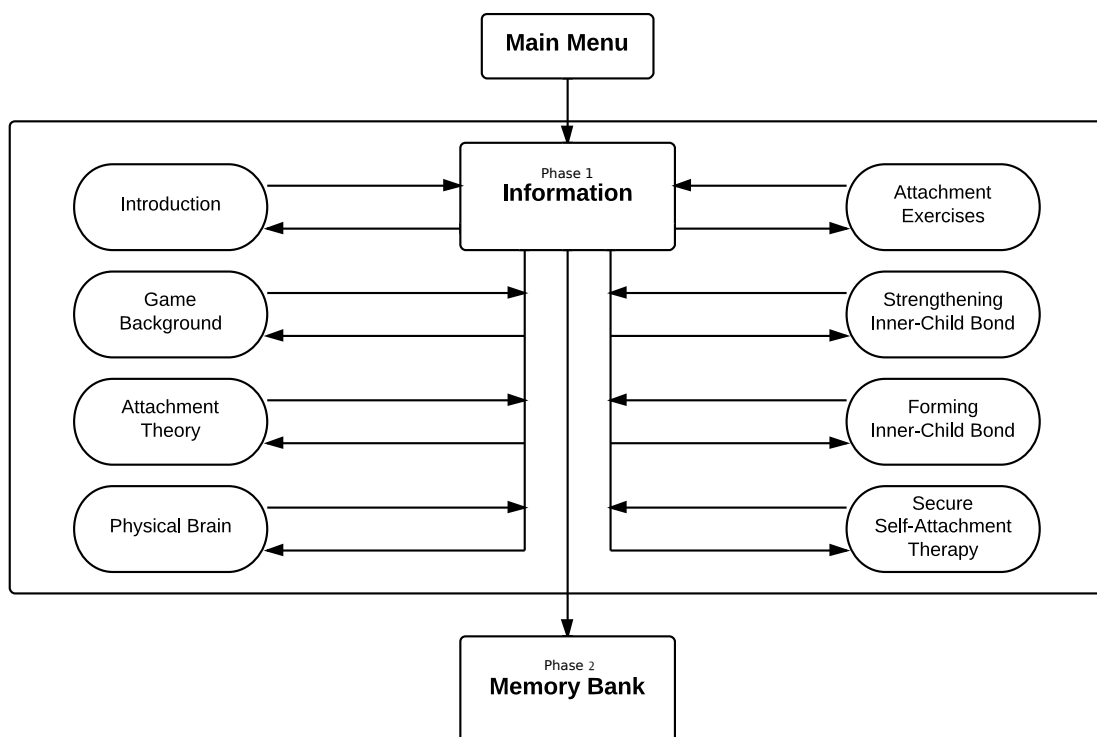 Main Menu
Phase 1
Information
Introduction
Attachment
Exercises
Game
Background
Strengthening
Inner-Child Bond
Attachment
Theory
Forming
Inner-Child Bond
Physical Brain
Secure
Self-Attachment
Therapy
Phase 2
Memory Bank